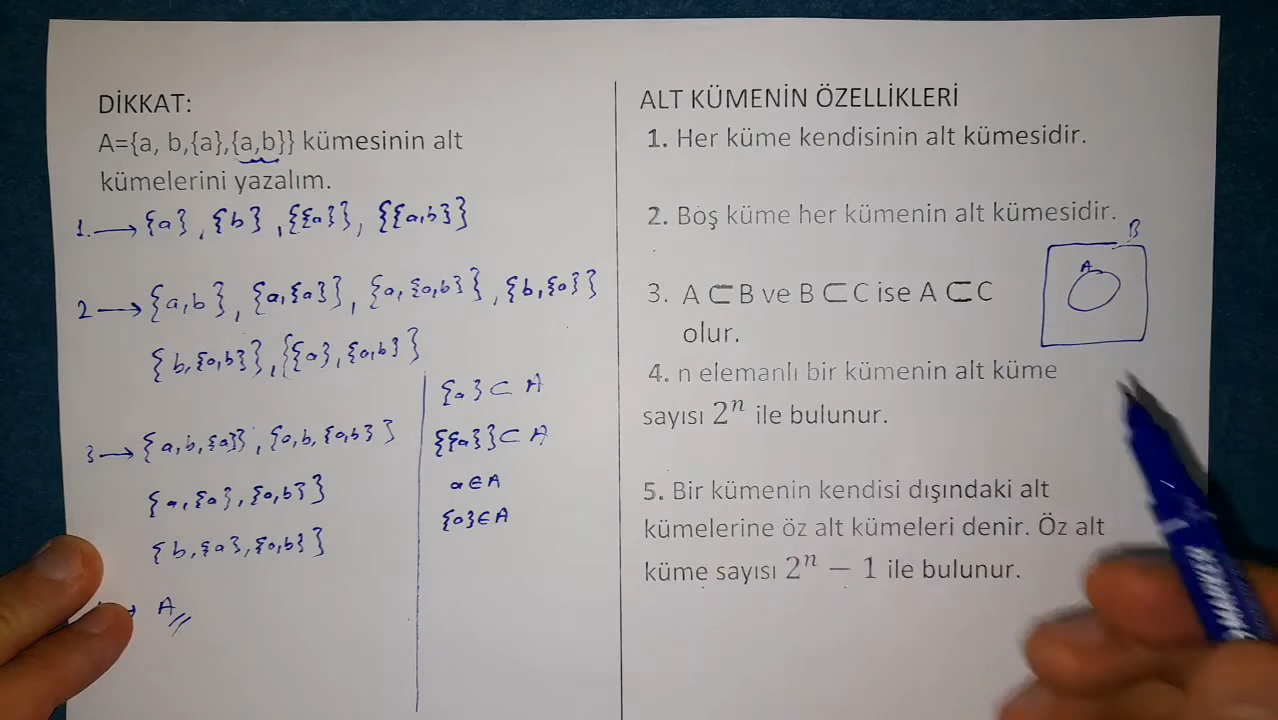 DİKKAT:
A={a, b,{a},{a,b}} kümesinin alt
kümelerini yazalım.
1. → {a} , {b} , {{a}} , {{a,b}}
2 → {a,b} , {a,{a}} , {a,{a,b}} , {b,{a}}
{b,{a,b}} , {{a},{a,b}}
3 → {a,b,{a}} , {a,b,{a,b}}
{a,{a},{a,b}}
{b,{a},{a,b}}
→ A
{a} ⊂ A
{{a}} ⊂ A
a ∈ A
{a} ∈ A
ALT KÜMENİN ÖZELLİKLERİ
1. Her küme kendisinin alt kümesidir.
2. Boş küme her kümenin alt kümesidir.
B
A
3. A ⊂ B ve B ⊂ C ise A ⊂ C
olur.
4. n elemanlı bir kümenin alt küme
sayısı 2ⁿ ile bulunur.
5. Bir kümenin kendisi dışındaki alt
kümelerine öz alt kümeleri denir. Öz alt
küme sayısı 2ⁿ − 1 ile bulunur.